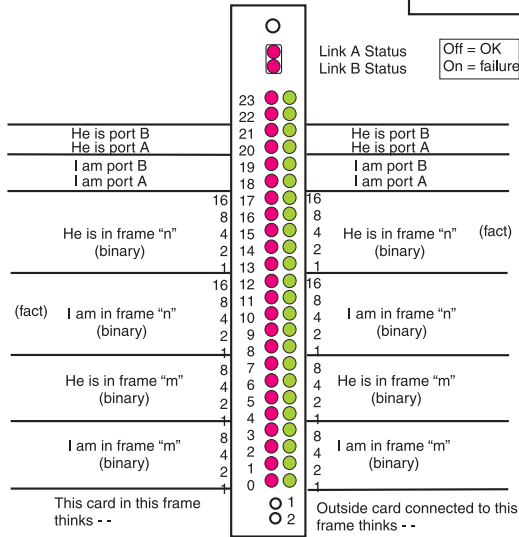 Link A Status
Off = OK
Link B Status
On = failure
23
22
He is port B
21
He is port B
He is port A
20
He is port A
I am port B
19
I am port B
I am port A
18
I am port A
16 17 16
8 16 8
He is in frame "n"
4 15 4
He is in frame "n"
(fact)
(binary)
2 14 2
(binary)
1 13 1
16 12 16
8 11 8
(fact)
I am in frame "n"
4 10 4
I am in frame "n"
(binary)
2 9 2
(binary)
1 8 1
8 7 8
He is in frame "m"
4 6 4
He is in frame "m"
(binary)
2 5 2
(binary)
1 4 1
8 3 8
I am in frame "m"
4 2 4
I am in frame "m"
(binary)
2 1 2
(binary)
1 0 1
This card in this frame
thinks - -
1
2
Outside card connected to this
frame thinks - -